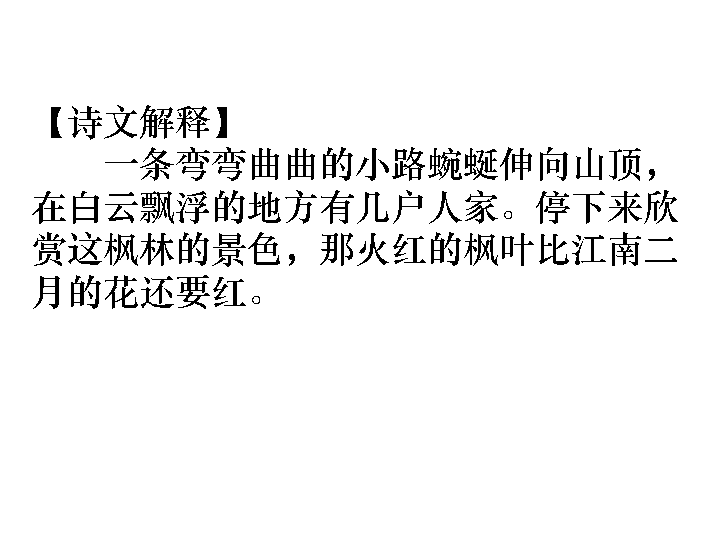 【诗文解释】
一条弯弯曲曲的小路蜿蜒伸向山顶，
在白云飘浮的地方有几户人家。停下来欣
赏这枫林的景色，那火红的枫叶比江南二
月的花还要红。